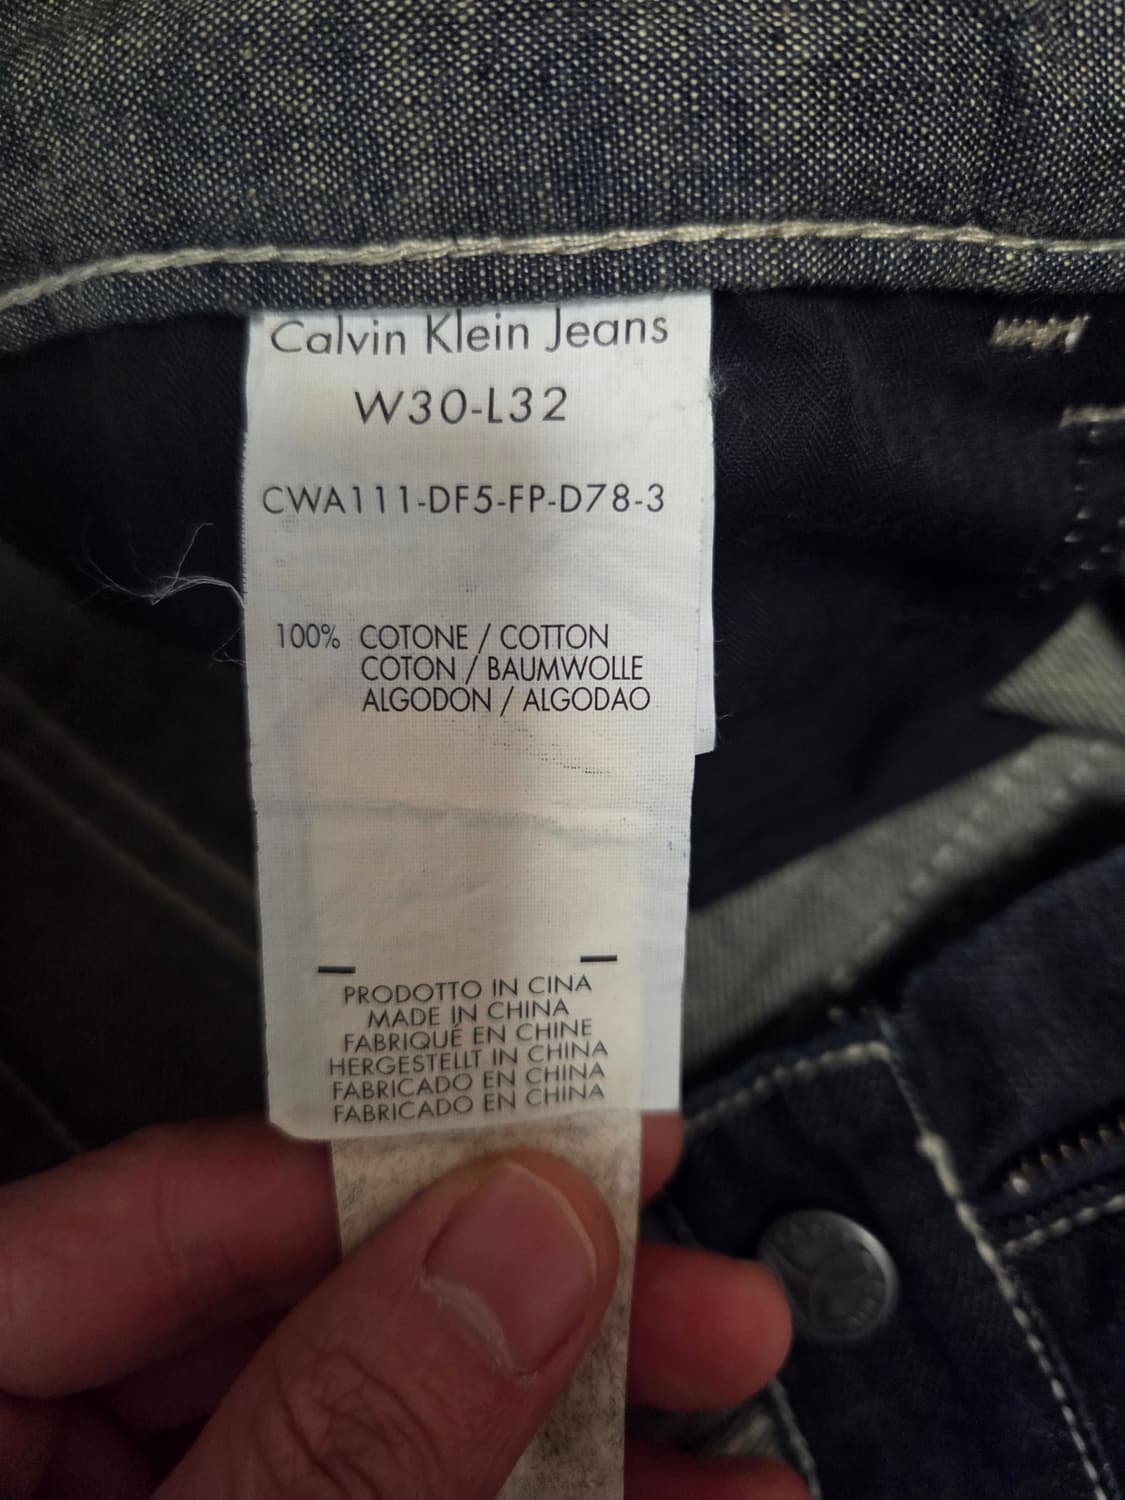 Calvin Klein Jeans
W30-L32
CWA111-DF5-FP-D78-3
100% COTONE / COTTON
COTON / BAUMWOLLE
ALGODON / ALGODAO
PRODOTTO IN CINA
MADE IN CHINA
FABRIQUÉ EN CHINE
HERGESTELLT IN CHINA
FABRICADO EN CHINA
FABRICADO EN CHINA